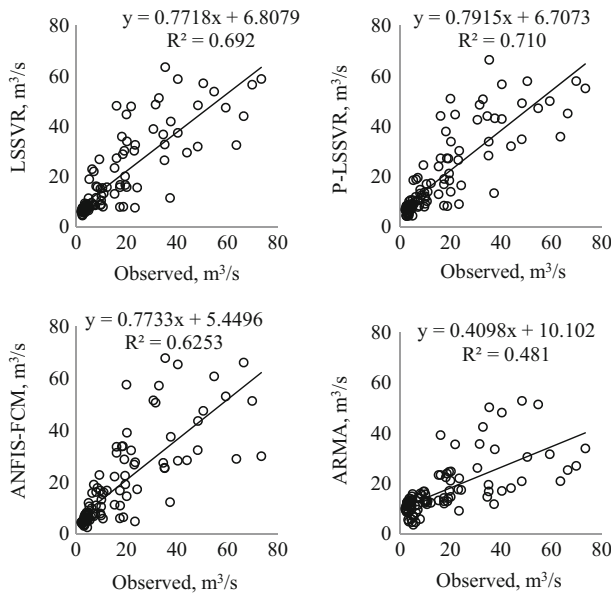 y = 0.7718x + 6.8079
R² = 0.692
LSSVR, m³/s
80
60
40
20
0
0 20 40 60 80
Observed, m³/s
y = 0.7915x + 6.7073
R² = 0.710
P-LSSVR, m³/s
80
60
40
20
0
0 20 40 60 80
Observed, m³/s
y = 0.7733x + 5.4496
R² = 0.6253
ANFIS-FCM, m³/s
80
60
40
20
0
0 20 40 60 80
Observed, m³/s
y = 0.4098x + 10.102
R² = 0.481
ARMA, m³/s
80
60
40
20
0
0 20 40 60 80
Observed, m³/s